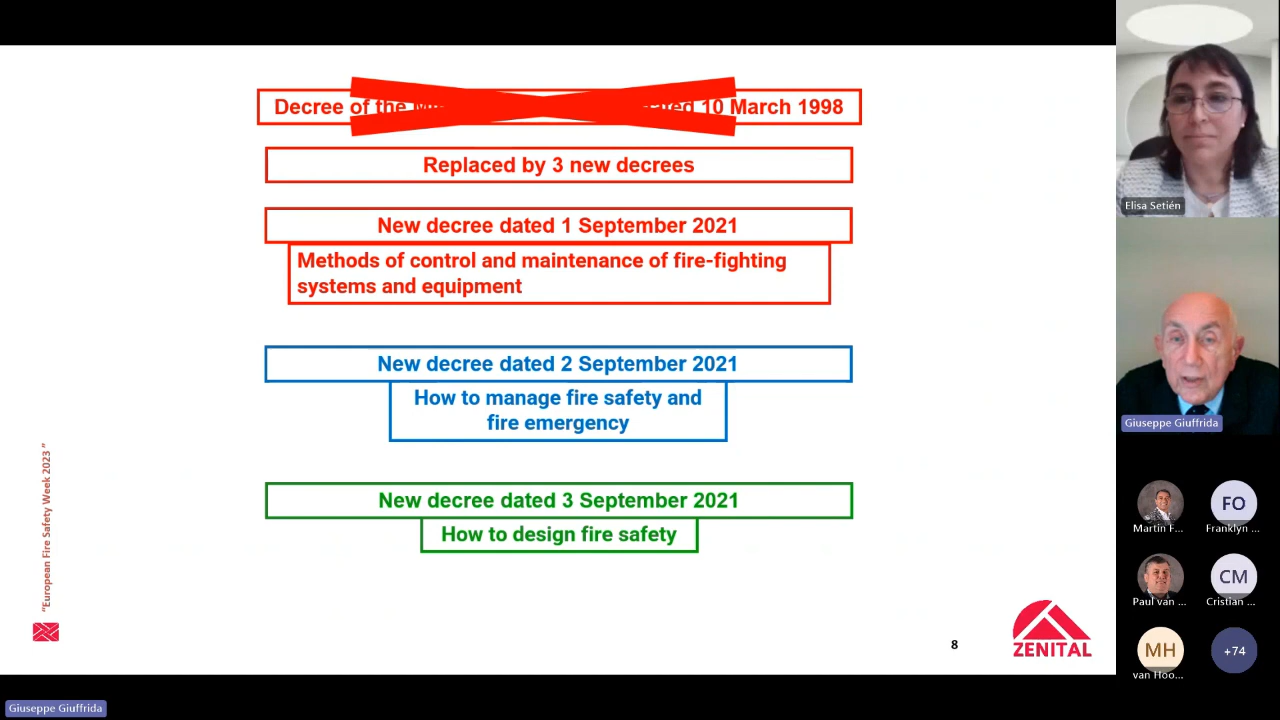 Decree of the dated 10 March 1998
Replaced by 3 new decrees
New decree dated 1 September 2021
Methods of control and maintenance of fire-fighting
systems and equipment
New decree dated 2 September 2021
How to manage fire safety and
fire emergency
New decree dated 3 September 2021
How to design fire safety
"European Fire Safety Week 2023 "
8
ZENITAL
Elisa Setién
Giuseppe Giuffrida
Martin F...
FO
Franklyn ...
Paul van ...
CM
Cristian ...
MH
van Hoo...
+74
Giuseppe Giuffrida